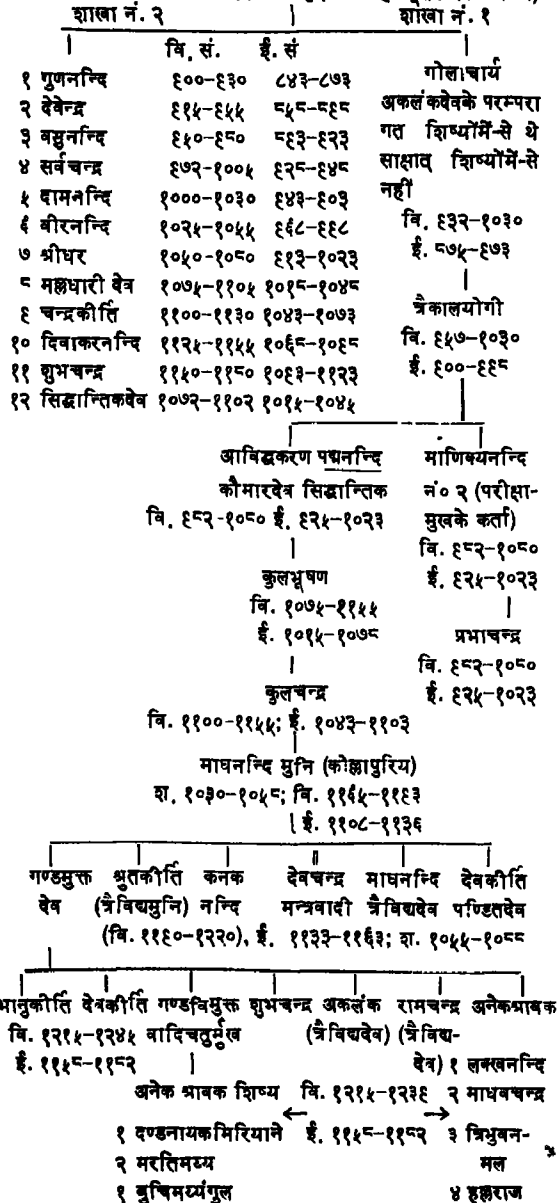 शाखा नं. २ शाखा नं. १
वि. सं. ई. सं
१ गुणनन्दि ९००-९३० ८४३-८७३
२ देवेन्द्र ९१५-९५५ ८५८-८९८
३ वसुनन्दि ९५०-९८० ८९३-९२३
४ सर्वचन्द्र ९७२-१००५ ९२८-९४८
५ दामनन्दि १०००-१०३० ९४३-९०३
६ वीरनन्दि १०२५-१०५५ ९६८-९९८
७ श्रीधर १०५०-१०८० ९१३-१०२३
८ मल्लधारी देव १०७५-११०५ १०१८-१०४८
९ चन्द्रकीर्ति ११००-११३० १०४३-१०७३
१० दिवाकरनन्दि ११२५-११५५ १०६८-१०९८
११ शुभचन्द्र ११५०-११८० १०९३-११२३
१२ सिद्धान्तिकदेव १०७२-११०२ १०१५-१०४५
गोलाचार्य
अकलंकदेवके परम्परा
गत शिष्योंमें-से थे
साक्षात् शिष्योंमें-से
नहीं
वि. ९३२-१०३०
ई. ८७५-९७३
त्रैकालयोगी
वि. ९५७-१०३०
ई. ९००-९९८
आविद्धकरण पद्मनन्दि
कौमारदेव सिद्धान्तिक
वि. ९८२-१०८० ई. ९२५-१०२३
कुलभूषण
वि. १०७५-११५५
ई. १०१५-१०७८
कुलचन्द्र
वि. ११००-११५५; ई. १०४३-११०३
माणिक्यनन्दि
नं० २ (परीक्षा-
मुखके कर्ता)
वि. ९८२-१०८०
ई. ९२५-१०२३
प्रभाचन्द्र
वि. ९८२-१०८०
ई. ९२५-१०२३
माघनन्दि मुनि (कोल्लापुरिय)
श. १०३०-१०५८; वि. ११६५-११९३
ई. ११०८-११३६
गण्डमुक्त श्रुतकीर्ति कनक देवचन्द्र माघनन्दि देवकीर्ति
देव (त्रैविद्यमुनि) नन्दि मन्त्रवादी त्रैविद्यदेव पण्डितदेव
(वि. ११९०-१२२०), ई. ११३३-११६३; श. १०५५-१०८८
भानुकीर्ति देवकीर्ति गण्डविमुक्त शुभचन्द्र अकलंक रामचन्द्र अनेकश्रावक
वि. १२१५-१२४५ वादिचतुर्मुख (त्रैविद्यदेव) (त्रैविद्य-
ई. ११५८-११८२ देव) १ लक्खनन्दि
अनेक श्रावक शिष्य वि. १२१५-१२३९ २ माधवचन्द्र
१ दण्डनायकमिरियाने ई. ११५८-११८२ ३ त्रिभुवन-
२ मरतिमय्य मल
१ बुचिमय्यंगुल ४ हुल्लराज